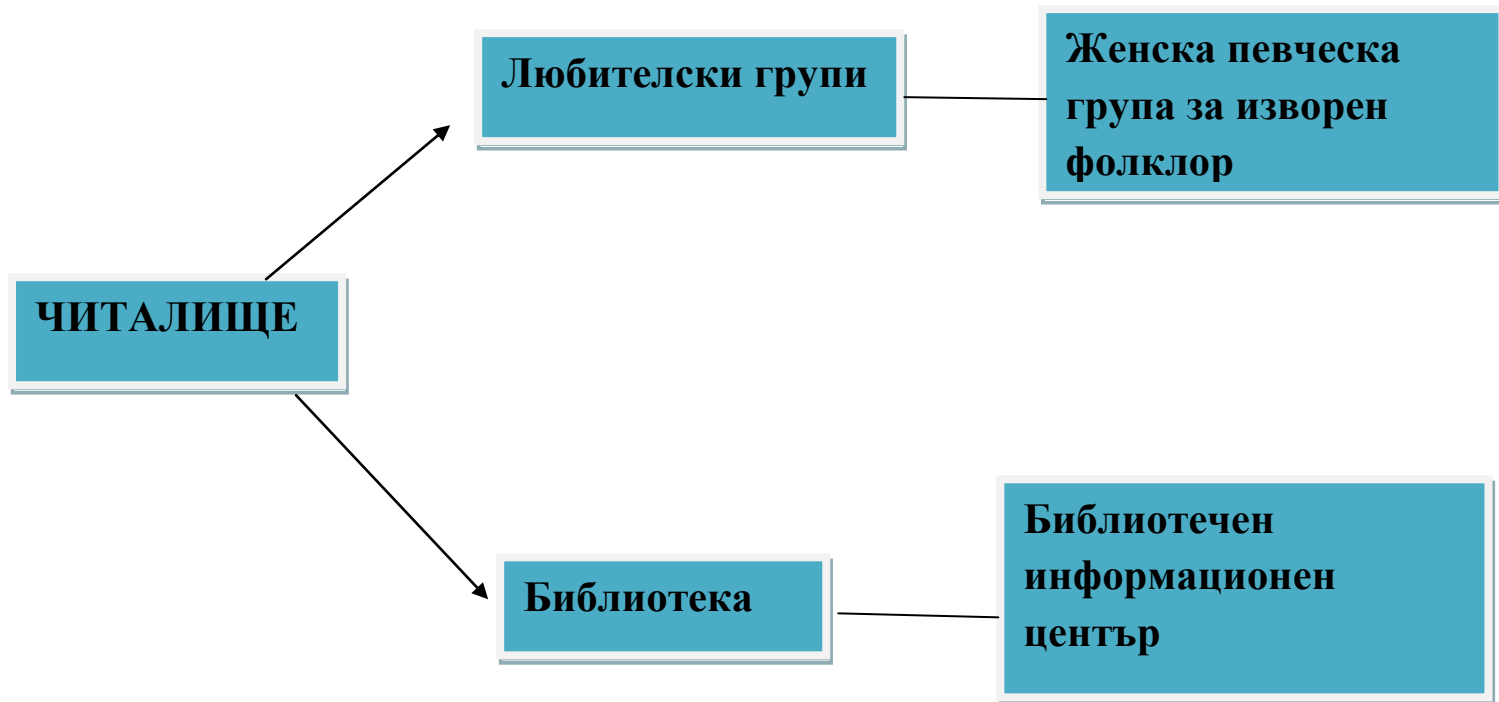 Любителски групи
Женска певческа
група за изворен
фолклор
ЧИТАЛИЩЕ
Библиотека
Библиотечен
информационен
център